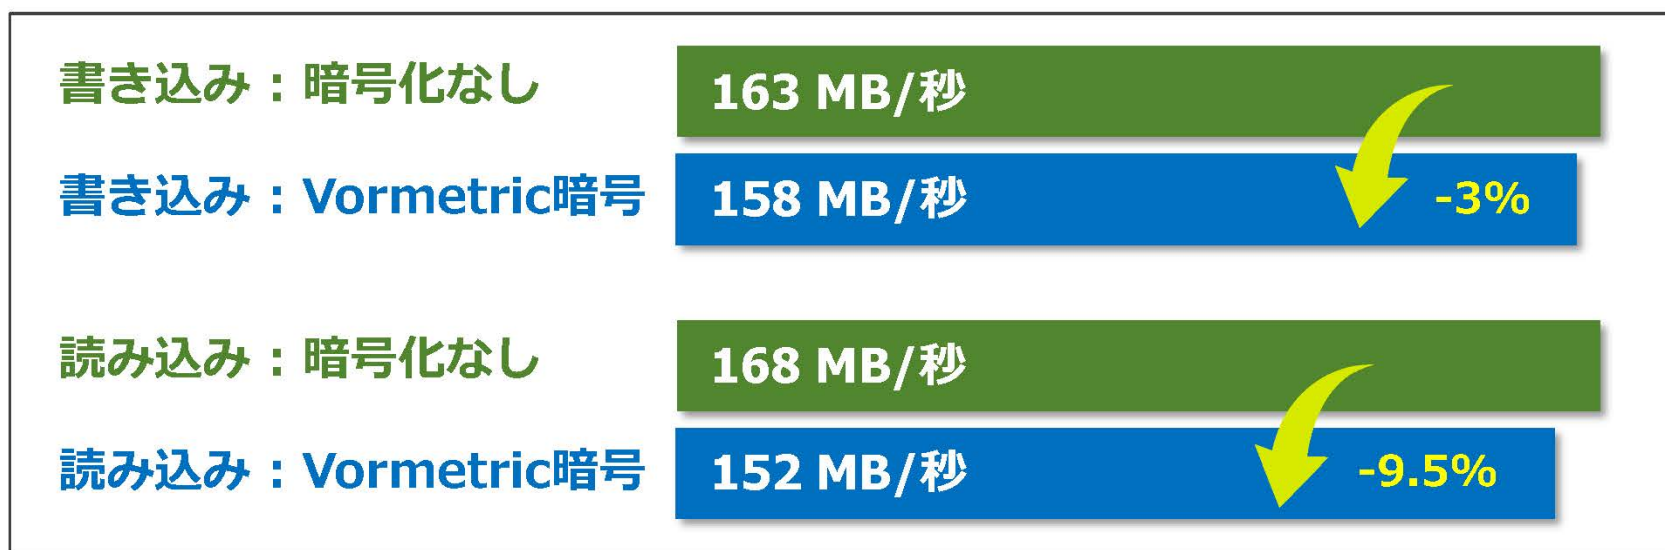 書き込み：暗号化なし 163 MB/秒
書き込み：Vormetric暗号 158 MB/秒 -3%
読み込み：暗号化なし 168 MB/秒
読み込み：Vormetric暗号 152 MB/秒 -9.5%